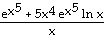 (e^{x^5} + 5x^4 e^{x^5} ln x) / x